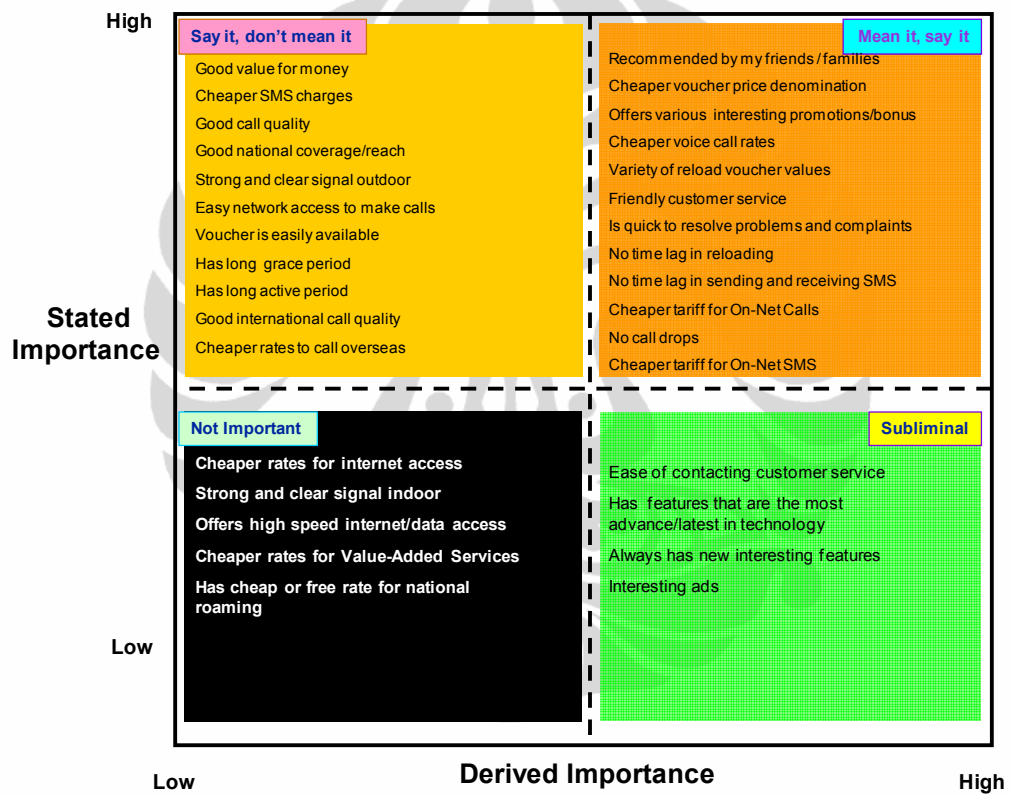 High
Say it, don't mean it
Good value for money
Cheaper SMS charges
Good call quality
Good national coverage/reach
Strong and clear signal outdoor
Easy network access to make calls
Voucher is easily available
Has long grace period
Has long active period
Good international call quality
Cheaper rates to call overseas
Mean it, say it
Recommended by my friends / families
Cheaper voucher price denomination
Offers various interesting promotions/bonus
Cheaper voice call rates
Variety of reload voucher values
Friendly customer service
Is quick to resolve problems and complaints
No time lag in reloading
No time lag in sending and receiving SMS
Cheaper tariff for On-Net Calls
No call drops
Cheaper tariff for On-Net SMS
Stated
Importance
Not Important
Cheaper rates for internet access
Strong and clear signal indoor
Offers high speed internet/data access
Cheaper rates for Value-Added Services
Has cheap or free rate for national
roaming
Subliminal
Ease of contacting customer service
Has features that are the most
advance/latest in technology
Always has new interesting features
Interesting ads
Low
Low
Derived Importance
High